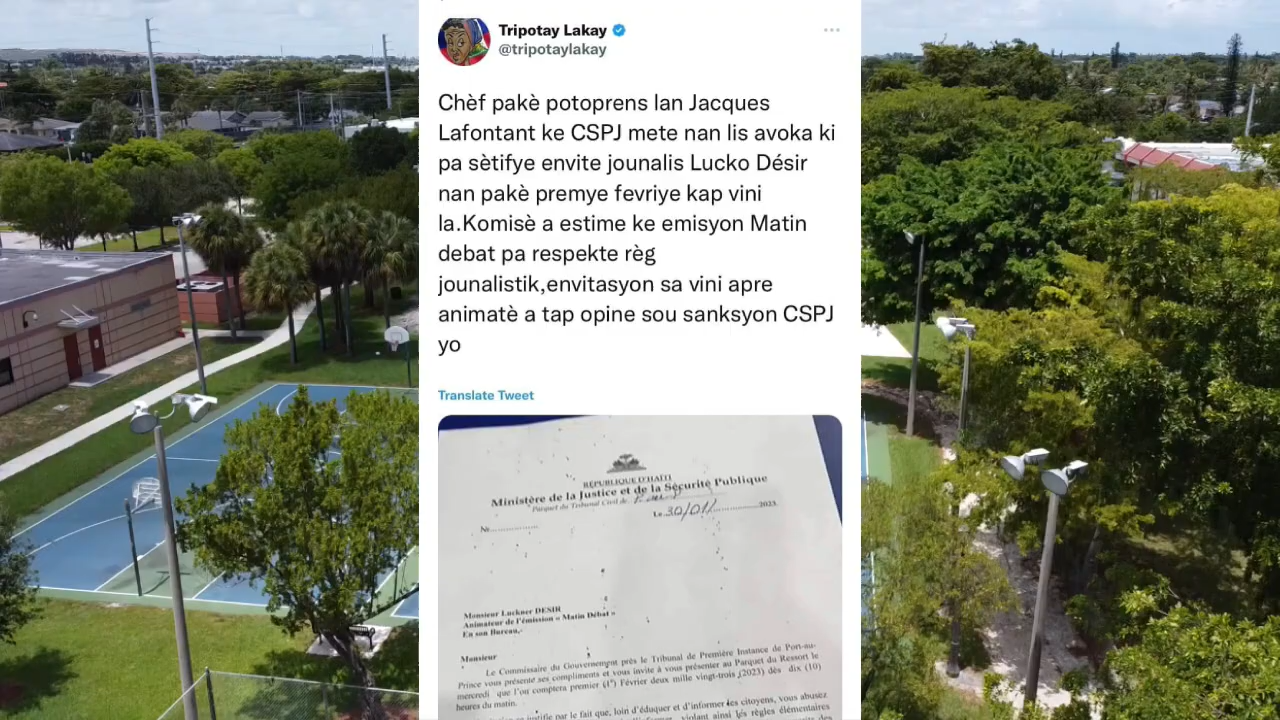 Tripotay Lakay
@tripotaylakay
Chèf pakè potoprens lan Jacques
Lafontant ke CSPJ mete nan lis avoka ki
pa sètifye envite jounalis Lucko Désir
nan pakè premye fevriye kap vini
la.Komisè a estime ke emisyon Matin
debat pa respekte règ
jounalistik,envitasyon sa vini apre
animatè a tap opine sou sanksyon CSPJ
yo
Translate Tweet
RÉPUBLIQUE D'HAÏTI
Ministère de la Justice et de la Sécurité Publique
Parquet du Tribunal Civil de
Le 30/01/ 2023
Monsieur Luckner DESIR
Animateur de l'émission « Matin Débat »
En son Bureau,-
Monsieur
Le Commissaire du Gouvernement près le Tribunal de Première Instance de Port-au-
Prince vous présente ses compliments et vous invite à vous présenter au Parquet du Ressort le
mercredi que l'on comptera premier (1er) Février deux mille vingt-trois (2023) dès dix (10)
heures du matin.
justifie par le fait que, loin d'éduquer et d'informer les citoyens, vous abusez
violant ainsi les règles élémentaires